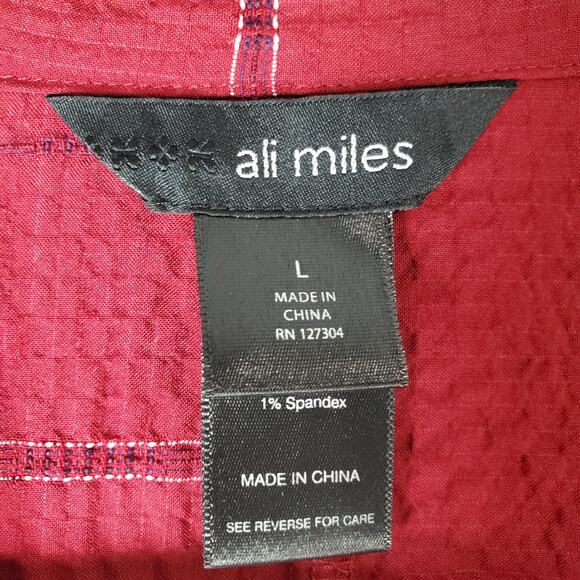 ali miles
L
MADE IN
CHINA
RN 127304
1% Spandex
MADE IN CHINA
SEE REVERSE FOR CARE